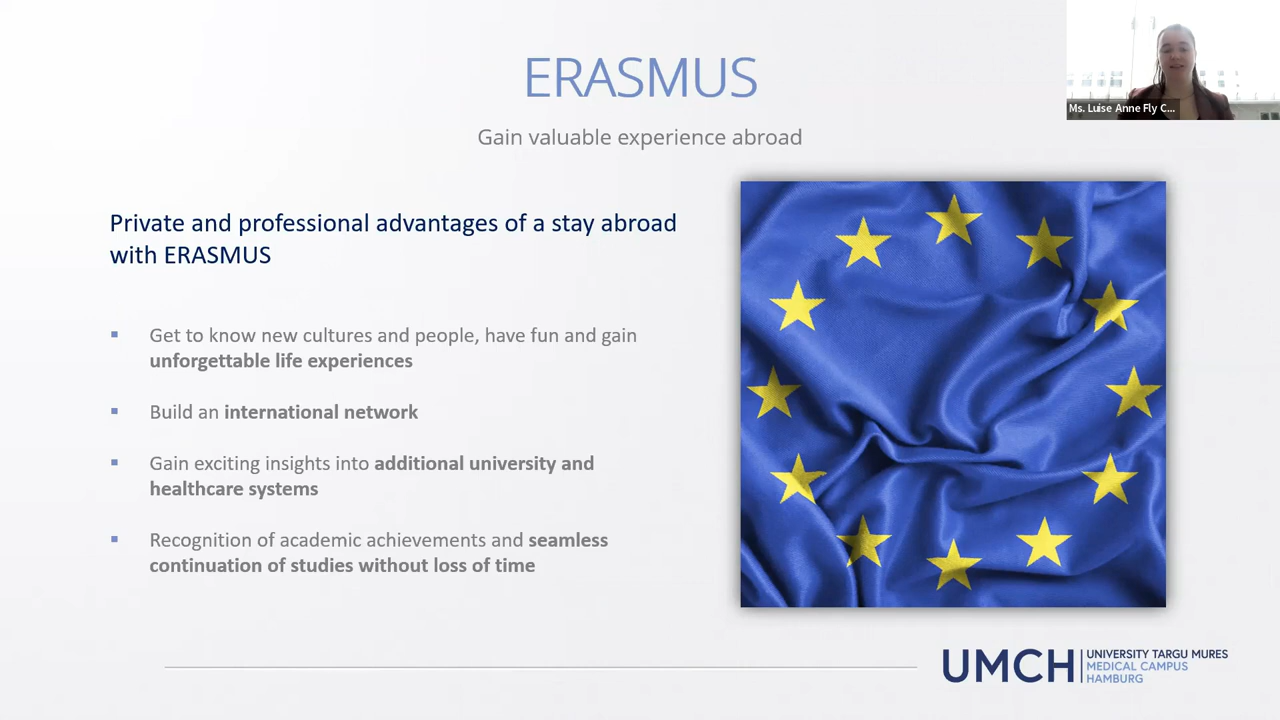 ERASMUS
Gain valuable experience abroad
Ms. Luise Anne Fly C...
Private and professional advantages of a stay abroad
with ERASMUS
▪ Get to know new cultures and people, have fun and gain
unforgettable life experiences
▪ Build an international network
▪ Gain exciting insights into additional university and
healthcare systems
▪ Recognition of academic achievements and seamless
continuation of studies without loss of time
UMCH
UNIVERSITY TARGU MURES
MEDICAL CAMPUS
HAMBURG